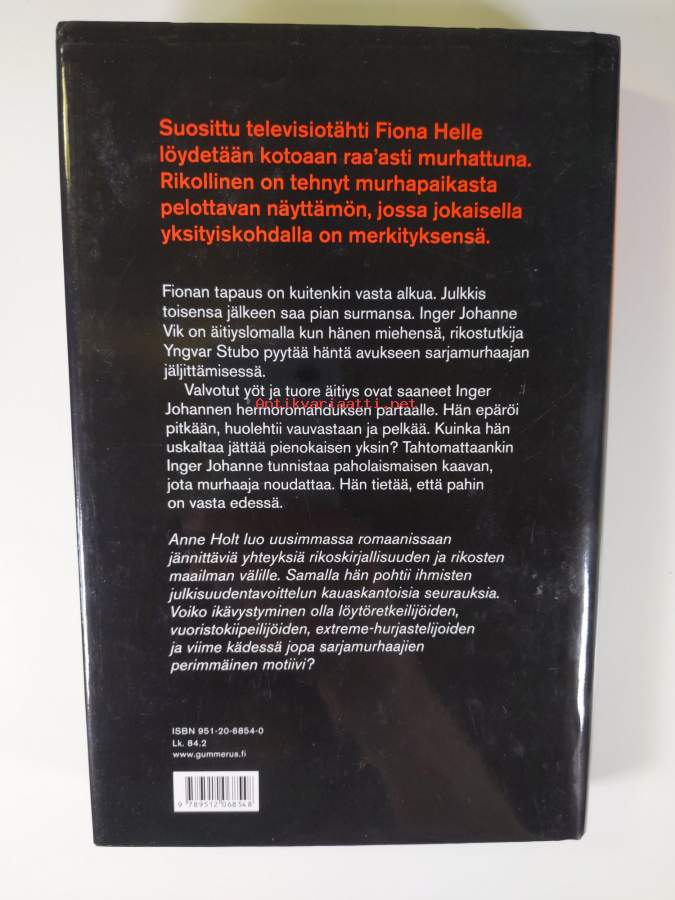 Suosittu televisiotähti Fiona Helle
löydetään kotoaan raa'asti murhattuna.
Rikollinen on tehnyt murhapaikasta
pelottavan näyttämön, jossa jokaisella
yksityiskohdalla on merkityksensä.
Fionan tapaus on kuitenkin vasta alkua. Julkkis
toisensa jälkeen saa pian surmansa. Inger Johanne
Vik on äitiyslomalla kun hänen miehensä, rikostutkija
Yngvar Stubo pyytää häntä avukseen sarjamurhaajan
jäljittämisessä.
Valvotut yöt ja tuore äitiys ovat saaneet Inger
Antikvariaatti.net
Johannen hermoromahduksen partaalle. Hän epäröi
pitkään, huolehtii vauvastaan ja pelkää. Kuinka hän
uskaltaa jättää pienokaisen yksin? Tahtomattaankin
Inger Johanne tunnistaa paholaismaisen kaavan,
jota murhaaja noudattaa. Hän tietää, että pahin
on vasta edessä.
Anne Holt luo uusimmassa romaanissaan
jännittäviä yhteyksiä rikoskirjallisuuden ja rikosten
maailman välille. Samalla hän pohtii ihmisten
julkisuudentavoittelun kauaskantoisia seurauksia.
Voiko ikävystyminen olla löytöretkeilijöiden,
vuoristokiipeilijöiden, extreme-hurjastelijoiden
ja viime kädessä jopa sarjamurhaajien
perimmäinen motiivi?
ISBN 951-20-6854-0
Lk. 84.2
www.gummerus.fi
9 789512 068548